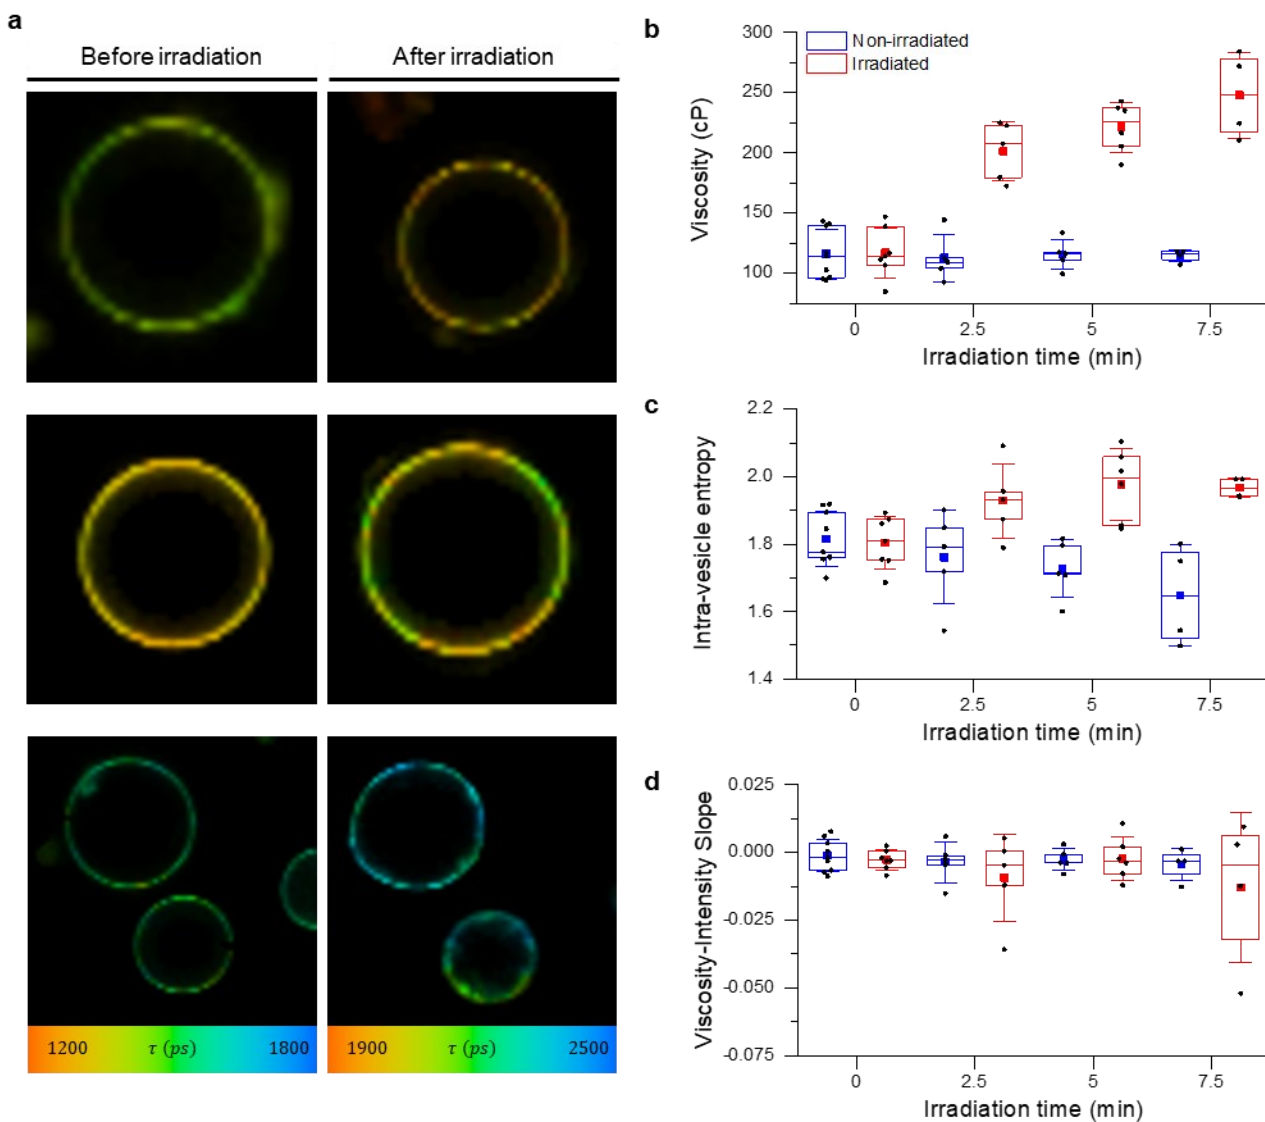 a
Before irradiation
After irradiation
1200 τ (ps) 1800
1900 τ (ps) 2500
b
Non-irradiated
Irradiated
Viscosity (cP)
300
250
200
150
100
0 2.5 5 7.5
Irradiation time (min)
c
Intra-vesicle entropy
2.2
2.0
1.8
1.6
1.4
0 2.5 5 7.5
Irradiation time (min)
d
Viscosity-Intensity Slope
0.025
0.000
-0.025
-0.050
-0.075
0 2.5 5 7.5
Irradiation time (min)